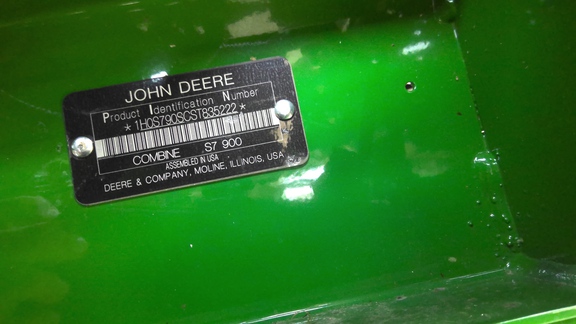 JOHN DEERE
Product Identification Number
*1H0S790SCST835222*
COMBINE S7 900
ASSEMBLED IN USA
DEERE & COMPANY, MOLINE, ILLINOIS, USA